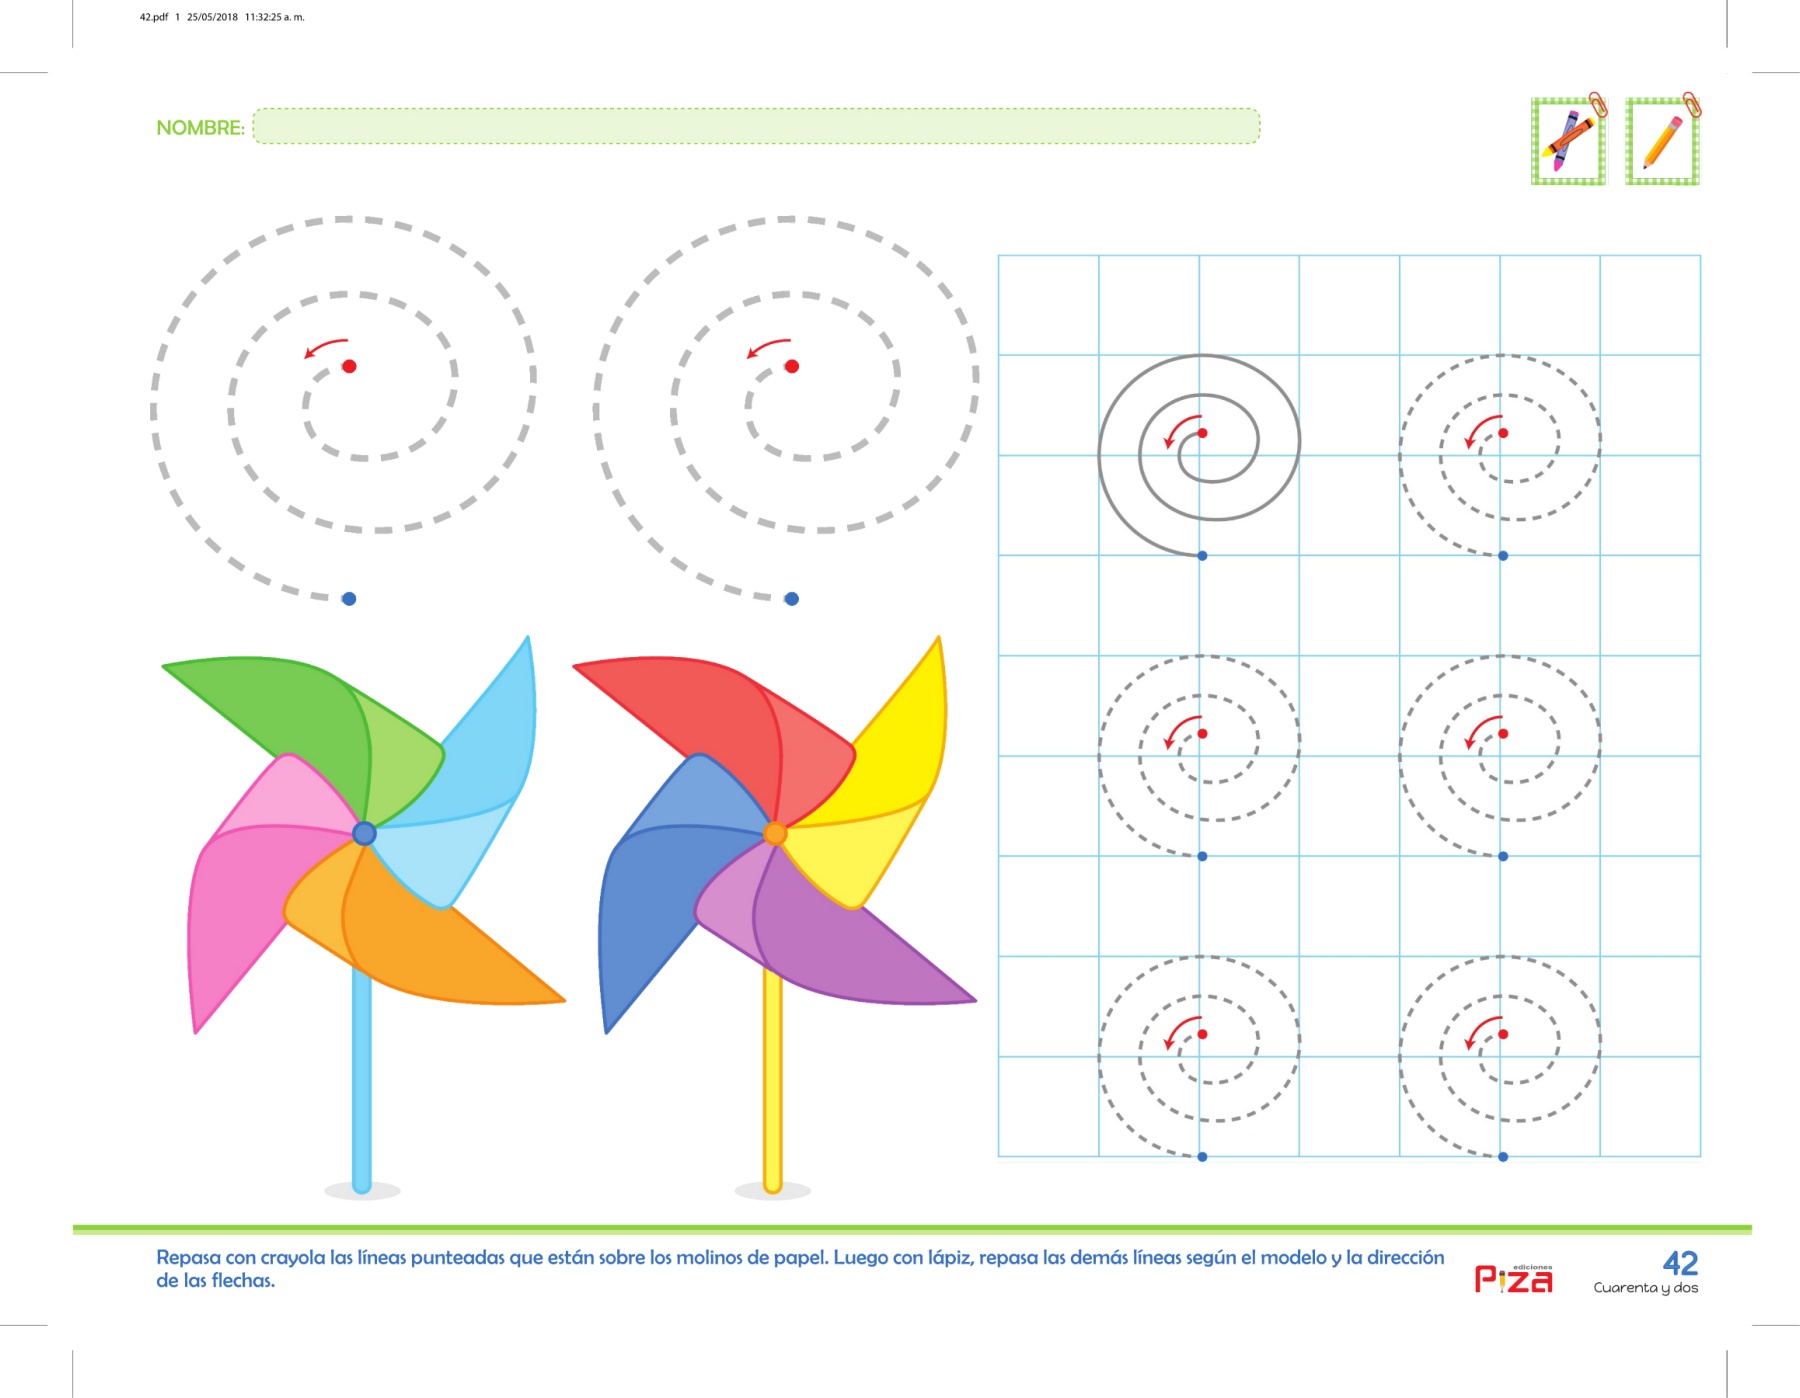 42.pdf 1 25/05/2018 11:32:25 a. m.
NOMBRE:
Repasa con crayola las líneas punteadas que están sobre los molinos de papel. Luego con lápiz, repasa las demás líneas según el modelo y la dirección
de las flechas.
ediciones
Piza
42
Cuarenta y dos